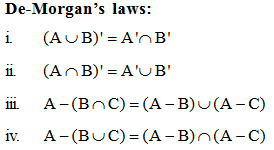 De-Morgan's laws:
i. (A∪B)' = A'∩B'
ii. (A∩B)' = A'∪B'
iii. A−(B∩C) = (A−B)∪(A−C)
iv. A−(B∪C) = (A−B)∩(A−C)